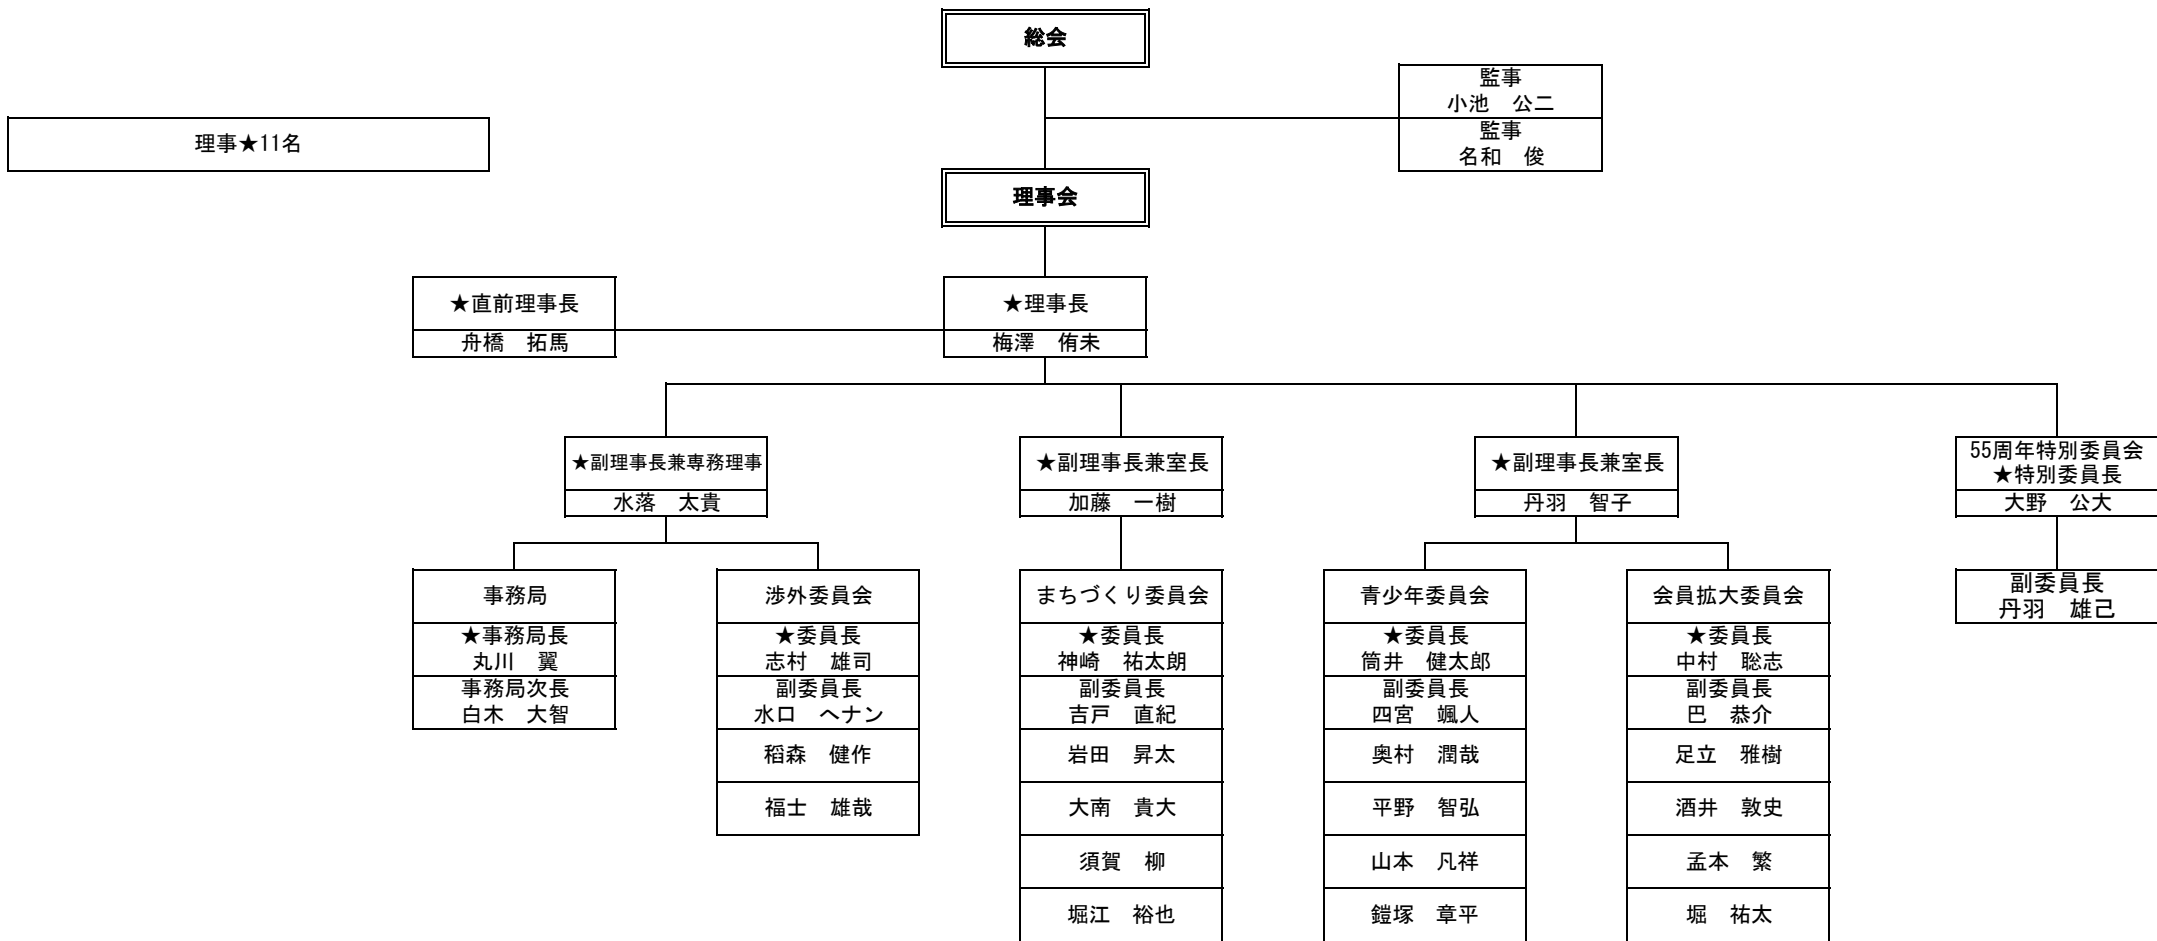 総会
監事
小池　公二
監事
名和　俊
理事★11名
理事会
★直前理事長
舟橋　拓馬
★理事長
梅澤　侑未
★副理事長兼専務理事
水落　太貴
★副理事長兼室長
加藤　一樹
★副理事長兼室長
丹羽　智子
55周年特別委員会
★特別委員長
大野　公大
副委員長
丹羽　雄己
事務局
★事務局長
丸川　翼
事務局次長
白木　大智
渉外委員会
★委員長
志村　雄司
副委員長
水口　ヘナン
稲森　健作
福士　雄哉
まちづくり委員会
★委員長
神崎　祐太朗
副委員長
吉戸　直紀
岩田　昇太
大南　貴大
須賀　柳
堀江　裕也
青少年委員会
★委員長
筒井　健太郎
副委員長
四宮　颯人
奥村　潤哉
平野　智弘
山本　凡祥
鎧塚　章平
会員拡大委員会
★委員長
中村　聡志
副委員長
巴　恭介
足立　雅樹
酒井　敦史
孟本　繁
堀　祐太